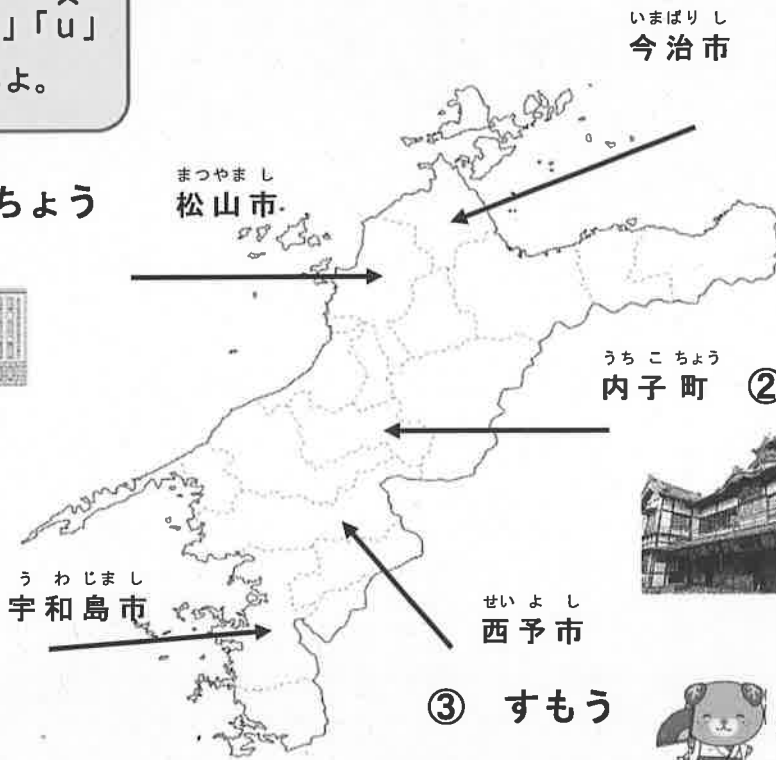 」「û」
よ。
いまばり し
今治市
まつやま し
松山市
ちょう
うち こ ちょう
内子町 ②
う わ じま し
宇和島市
せい よ し
西予市
③ すもう